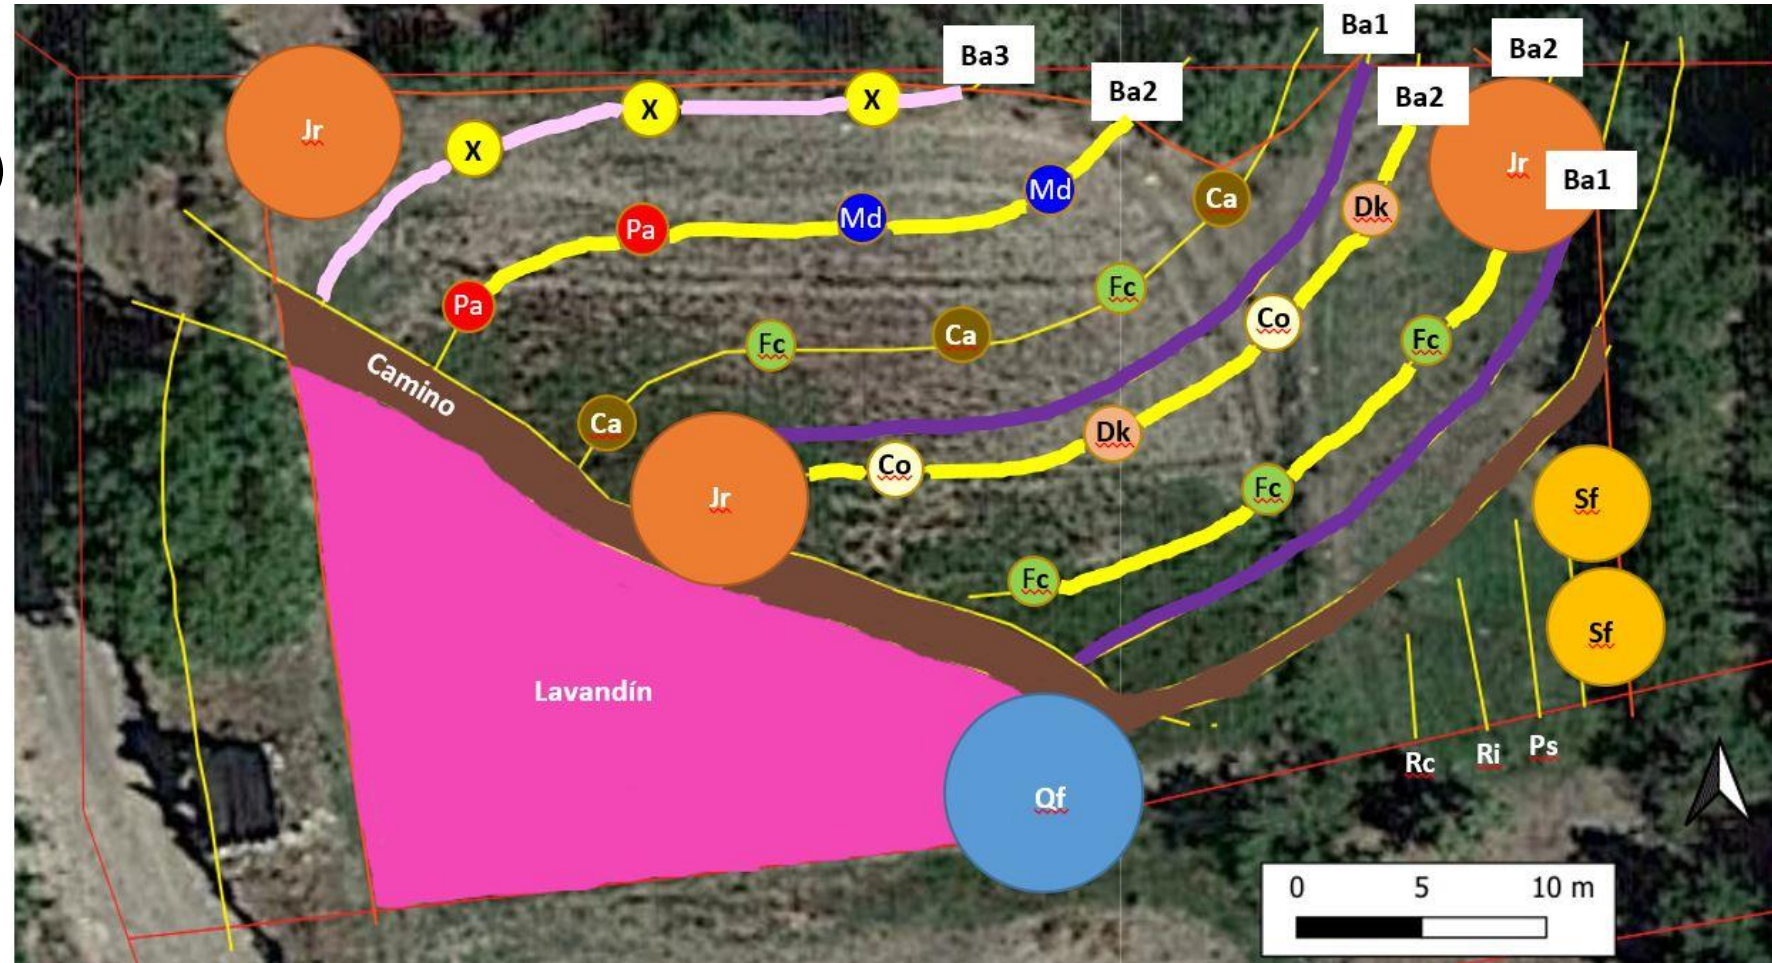 Ba1
Ba2
Ba3
Ba2
Ba2
Jr
X
X
X
Jr
Ba1
Ca
Dk
Md
Md
Pa
Pa
Fc
Co
Fc
Ca
Fc
Camino
Ca
Dk
Co
Jr
Fc
Sf
Fc
Sf
Lavandín
Rc
Ri
Ps
Qf
0 5 10 m